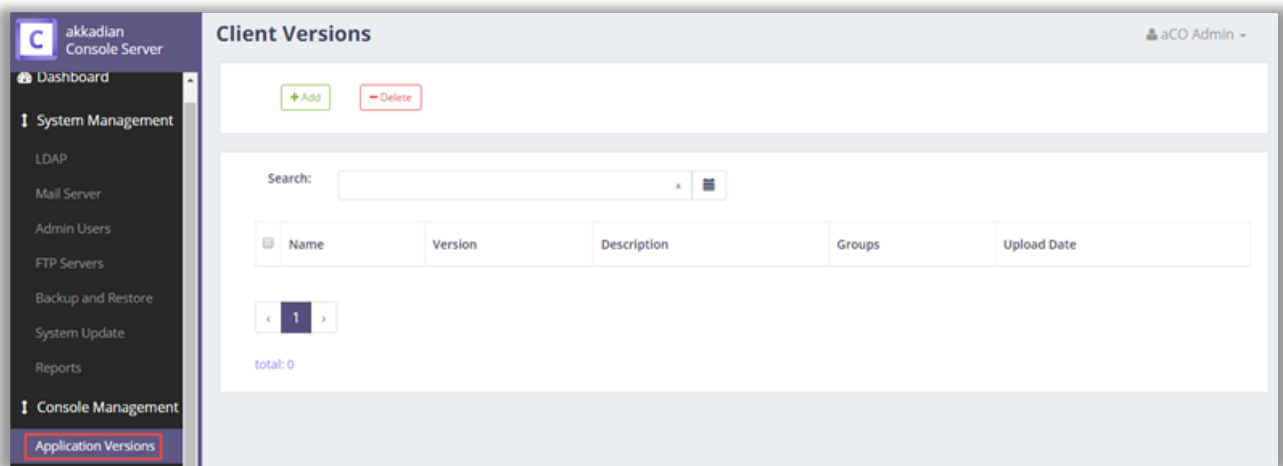 C
akkadian
Console Server
Dashboard
System Management
LDAP
Mail Server
Admin Users
FTP Servers
Backup and Restore
System Update
Reports
Console Management
Application Versions
Client Versions
aCO Admin
+Add
−Delete
Search:
x
Name Version Description Groups Upload Date
‹ 1 ›
total: 0